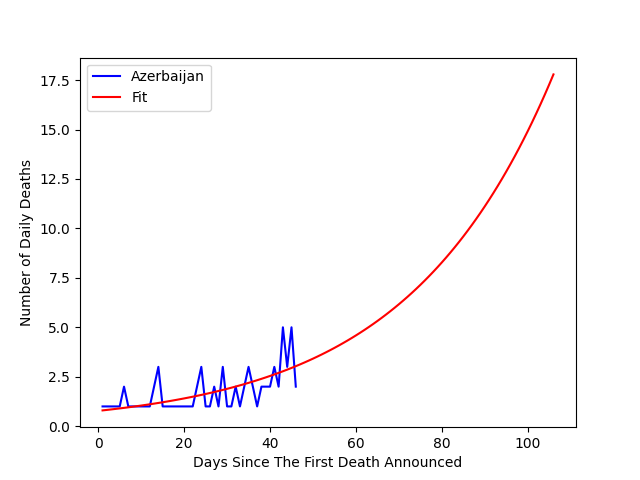 Azerbaijan
Fit
17.5
15.0
12.5
10.0
7.5
5.0
2.5
0.0
0 20 40 60 80 100
Number of Daily Deaths
Days Since The First Death Announced